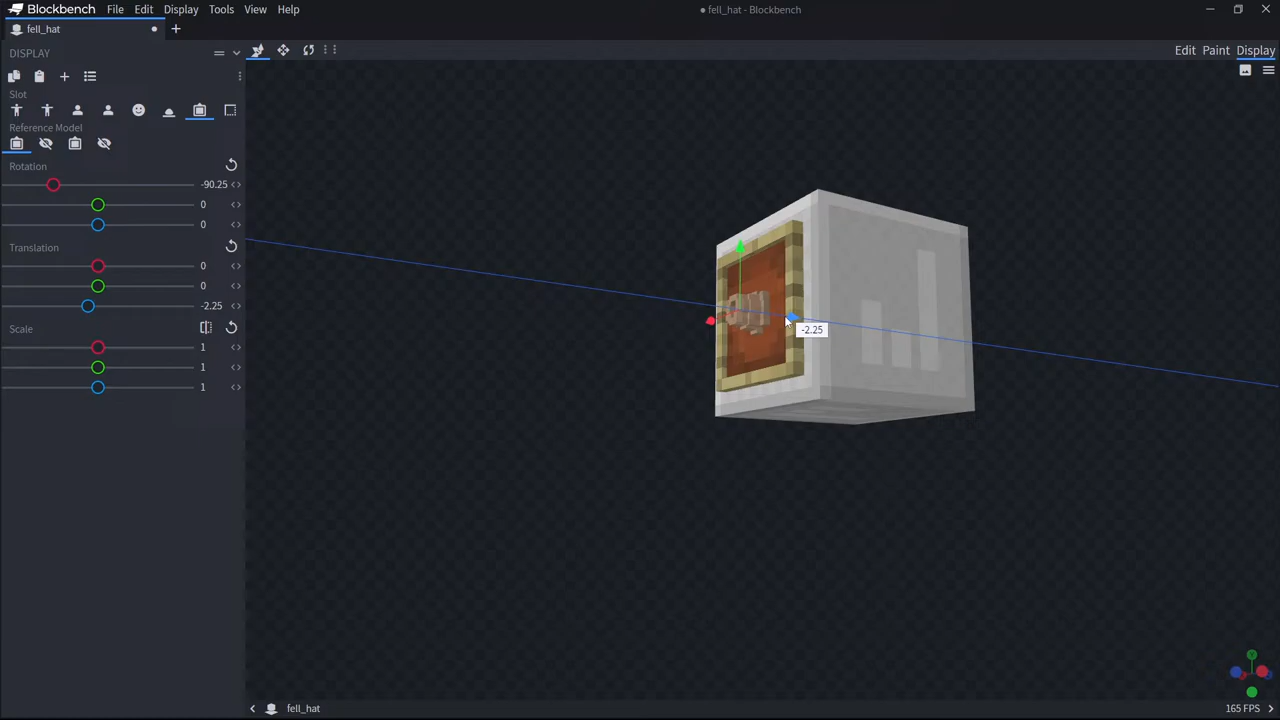 Blockbench File Edit Display Tools View Help
fell_hat - Blockbench
fell_hat
DISPLAY
Edit Paint Display
Slot
Reference Model
Rotation
-90.25
0
0
Translation
0
0
-2.25
Scale
1
1
1
-2.25
Y
fell_hat
165 FPS